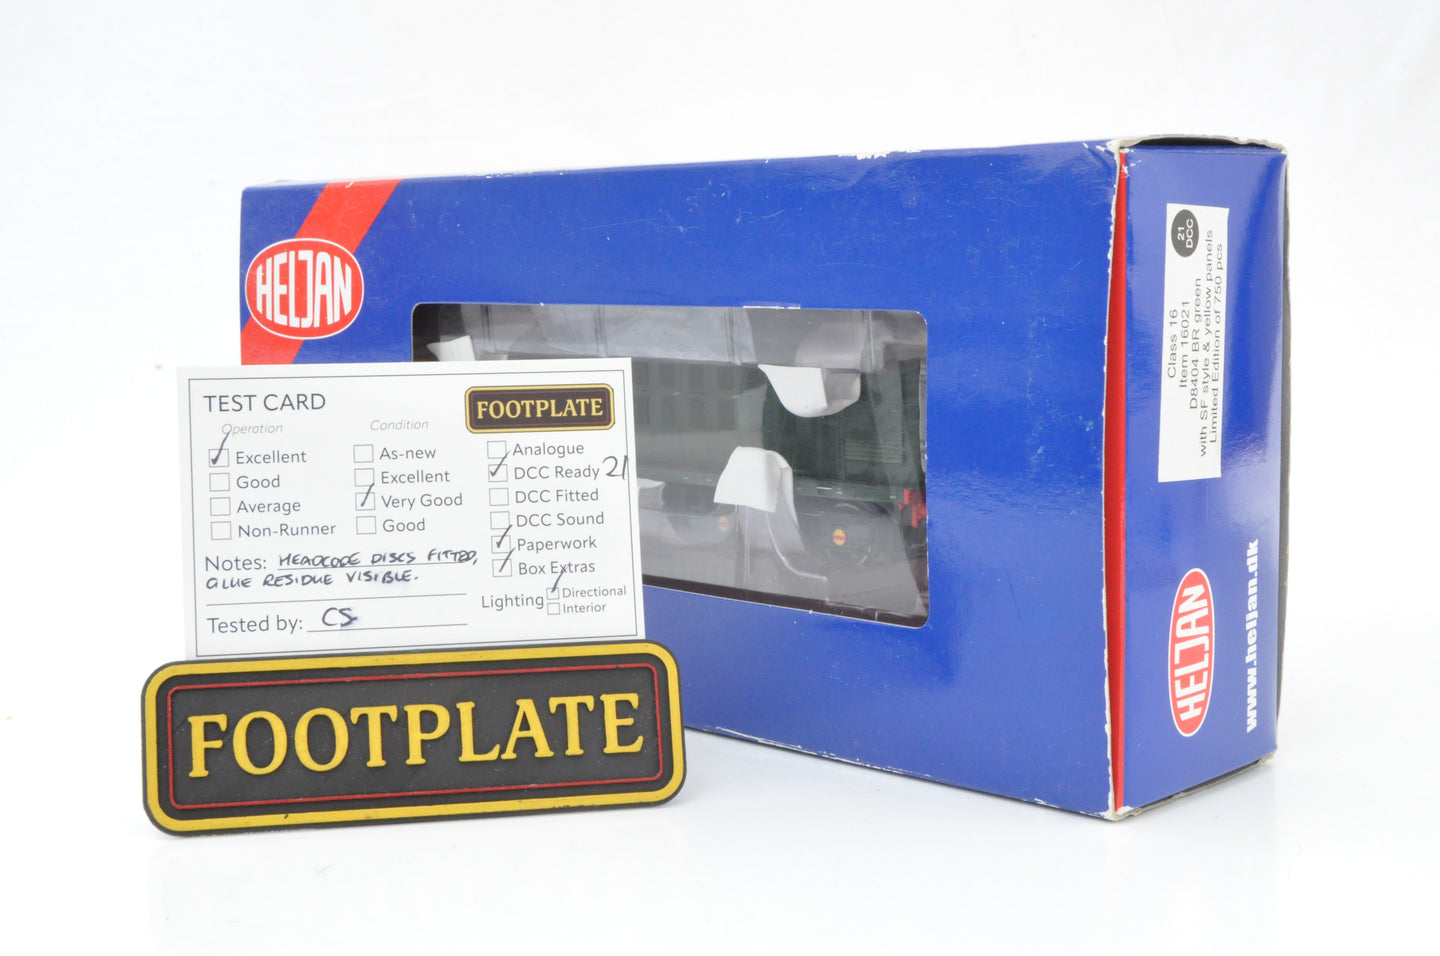 HELJAN
TEST CARD
FOOTPLATE
Operation
Excellent
Good
Average
Non-Runner
Condition
As-new
Excellent
Very Good
Good
Analogue
DCC Ready 21
DCC Fitted
DCC Sound
Paperwork
Box Extras
Lighting
Directional
Interior
Notes: HEADCODE DISCS FITTED,
GLUE RESIDUE VISIBLE.
Tested by: CS
FOOTPLATE
21
DCC
Class 16
Item 16021
D8404 BR green
with SF style & yellow panels
Limited Edition of 750 pcs
HELJAN
www.heljan.dk